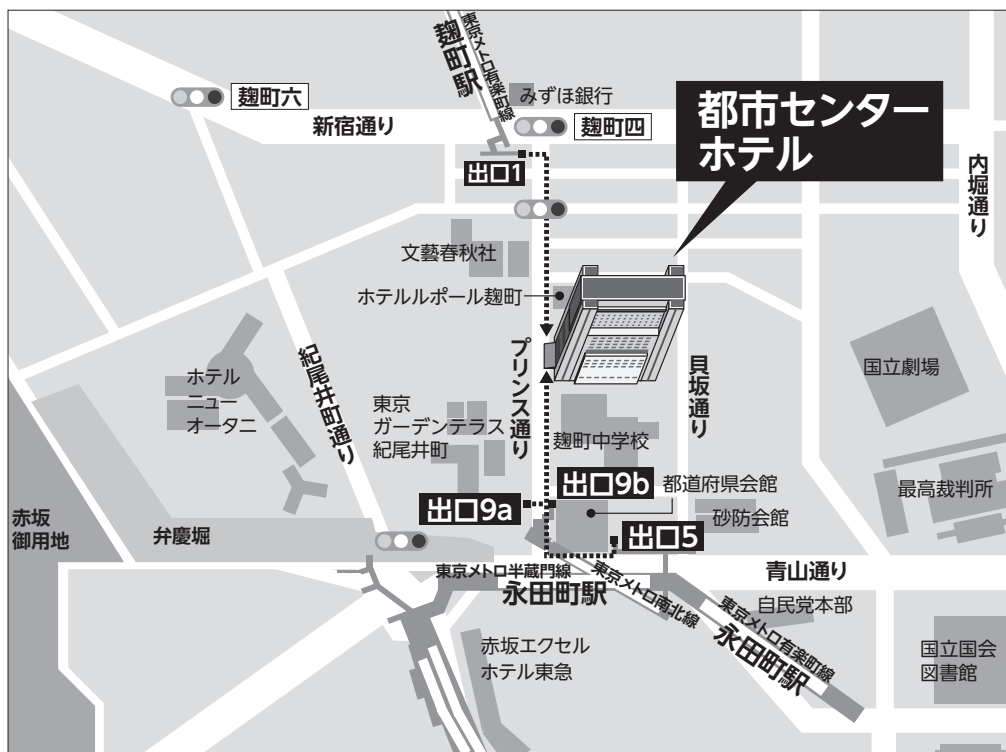 麹町駅
東京メトロ有楽町線
みずほ銀行
麹町六
新宿通り
麹町四
都市センター
ホテル
内堀通り
出口1
文藝春秋社
ホテルルポール麹町
プリンス通り
貝坂通り
国立劇場
紀尾井町通り
ホテル
ニュー
オータニ
東京
ガーデンテラス
紀尾井町
麹町中学校
出口9b
都道府県会館
最高裁判所
出口9a
砂防会館
出口5
赤坂
御用地
弁慶堀
東京メトロ半蔵門線
永田町駅
東京メトロ南北線
青山通り
自民党本部
東京メトロ有楽町線
永田町駅
赤坂エクセル
ホテル東急
国立国会
図書館